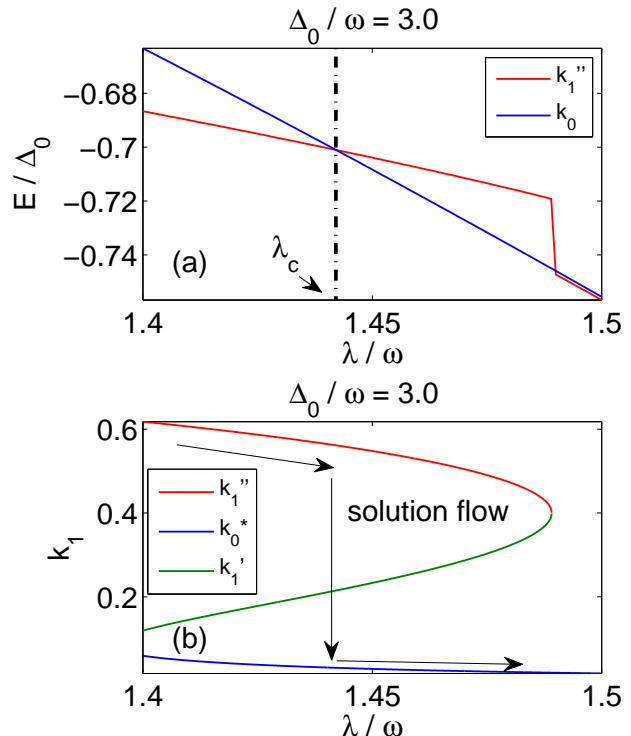 Δ₀ / ω = 3.0
E / Δ₀
−0.68
−0.7
−0.72
−0.74
k₁''
k₀
λc
(a)
1.4
1.45
1.5
λ / ω
Δ₀ / ω = 3.0
k₁
0.6
0.4
0.2
k₁''
k₀*
k₁'
solution flow
(b)
1.4
1.45
1.5
λ / ω